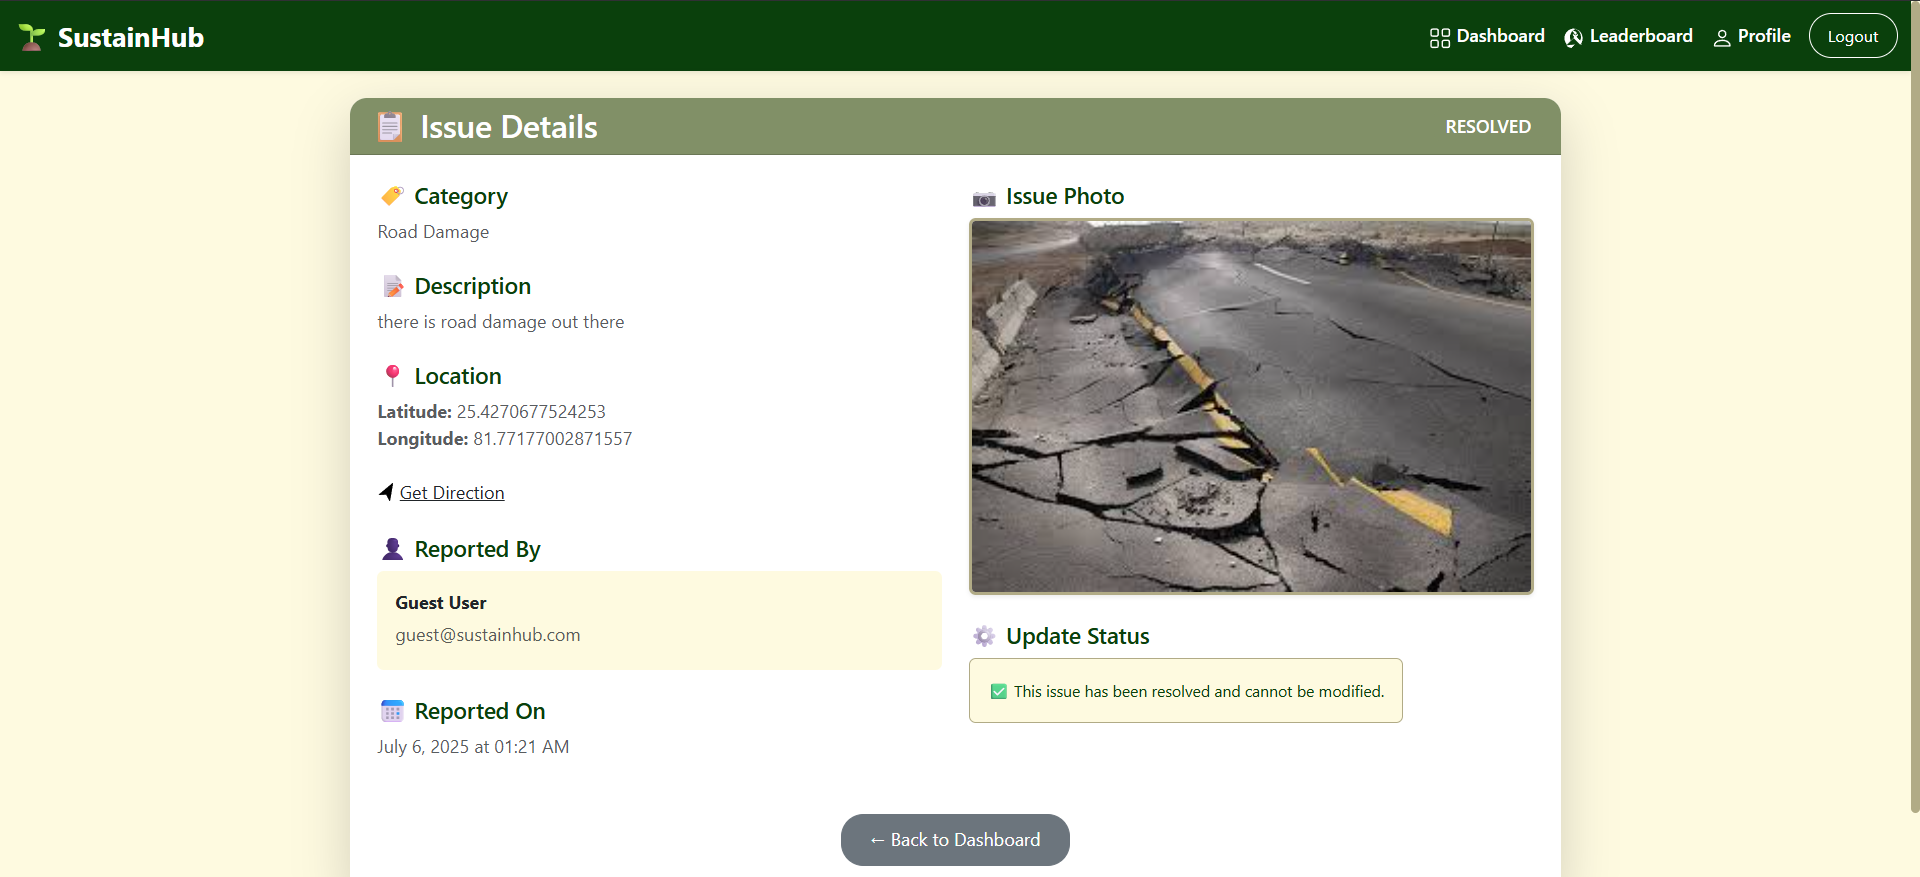 SustainHub
Dashboard
Leaderboard
Profile
Logout
Issue Details
RESOLVED
Category
Road Damage
Description
there is road damage out there
Location
Latitude: 25.4270677524253
Longitude: 81.77177002871557
Get Direction
Reported By
Guest User
guest@sustainhub.com
Reported On
July 6, 2025 at 01:21 AM
Issue Photo
Update Status
✅ This issue has been resolved and cannot be modified.
← Back to Dashboard